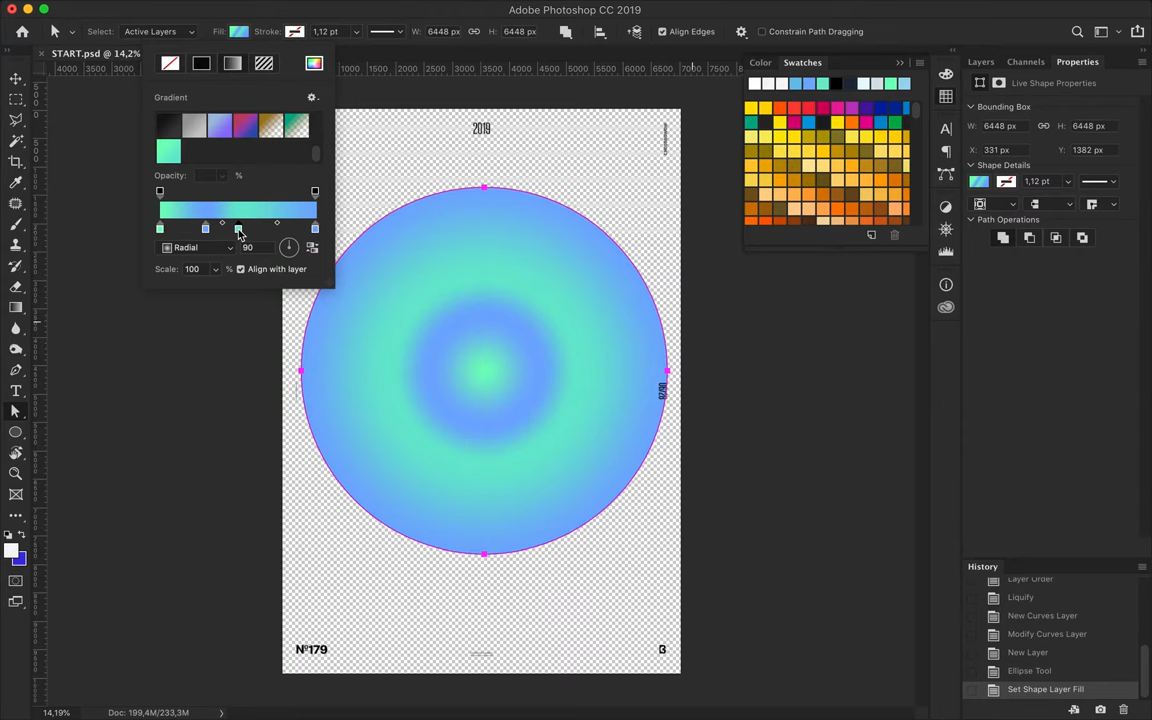 Adobe Photoshop CC 2019
Select: Active Layers Fill: Stroke: 1,12 pt W: 6448 px H: 6448 px Align Edges Constrain Path Dragging
START.psd @ 14,2%
Color Swatches
Layers Channels Properties
Live Shape Properties
Bounding Box
W: 6448 px H: 6448 px
X: 331 px Y: 1382 px
Shape Details
1,12 pt
Path Operations
Gradient
Opacity: %
Radial 90
Scale: 100 % Align with layer
2019
08/28
Nº179
ß
History
Layer Order
Liquify
New Curves Layer
Modify Curves Layer
New Layer
Ellipse Tool
Set Shape Layer Fill
14,19% Doc: 199,4M/233,3M